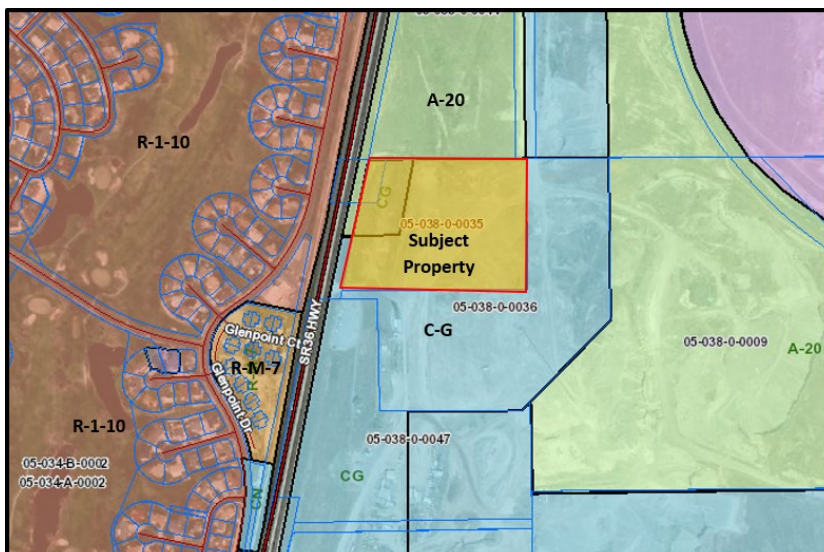 A-20
R-1-10
CG
05-038-0-0035
Subject
Property
05-038-0-0036
SR36 HWY
Glenpoint Ct
C-G
R-M-7
05-038-0-0009
A-20
Glenpoint Dr
R-1-10
05-038-0-0047
05-034-B-0002
05-034-A-0002
CG
CN